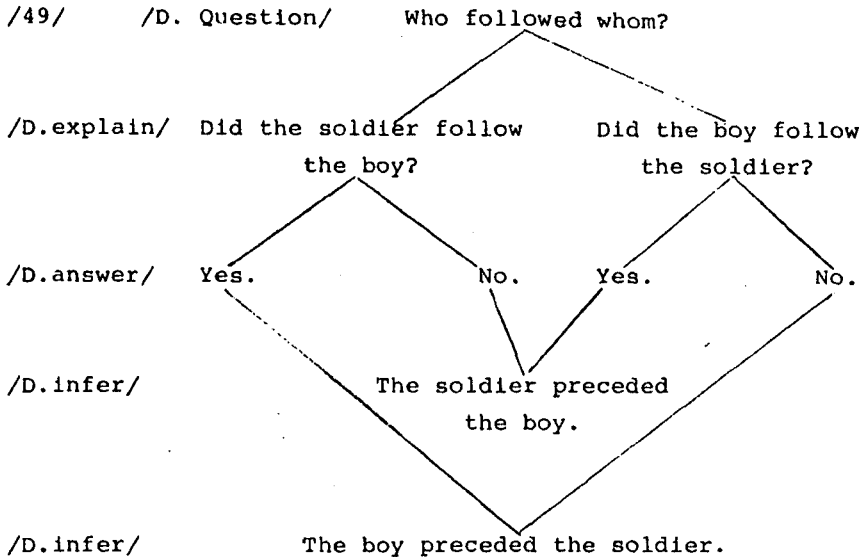 /49/ /D. Question/ Who followed whom?
/D.explain/ Did the soldier follow Did the boy follow
the boy? the soldier?
/D.answer/ Yes. No. Yes. No.
/D.infer/ The soldier preceded
the boy.
/D.infer/ The boy preceded the soldier.